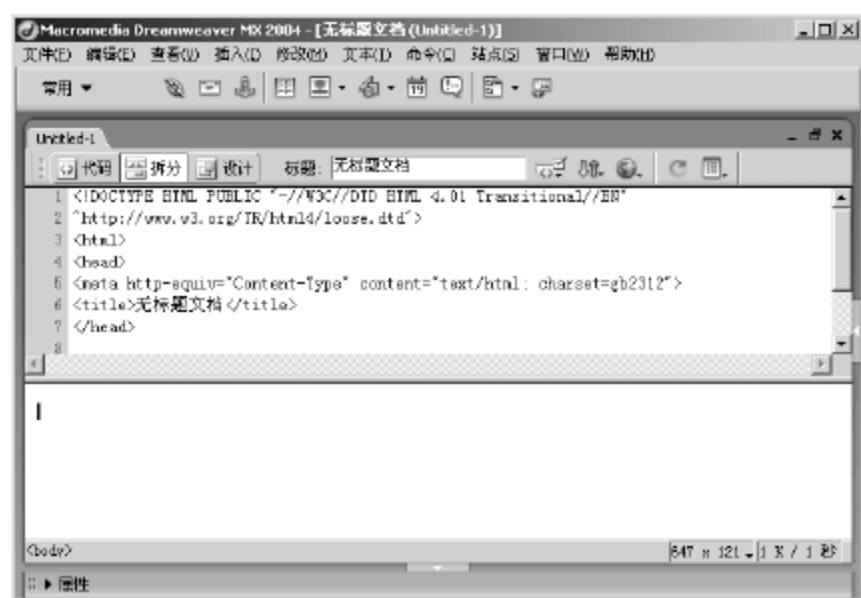 Macromedia Dreamweaver MX 2004 - [无标题文档 (Untitled-1)]
文件(F) 编辑(E) 查看(V) 插入(I) 修改(M) 文本(T) 命令(C) 站点(S) 窗口(W) 帮助(H)
常用
19
Untitled-1
代码 拆分 设计 标题: 无标题文档
1 <!DOCTYPE HTML PUBLIC "-//W3C//DTD HTML 4.01 Transitional//EN"
2 "http://www.w3.org/TR/html4/loose.dtd">
3 <html>
4 <head>
5 <meta http-equiv="Content-Type" content="text/html; charset=gb2312">
6 <title>无标题文档</title>
7 </head>
8
<body> 647 x 121 1 K / 1 秒
属性